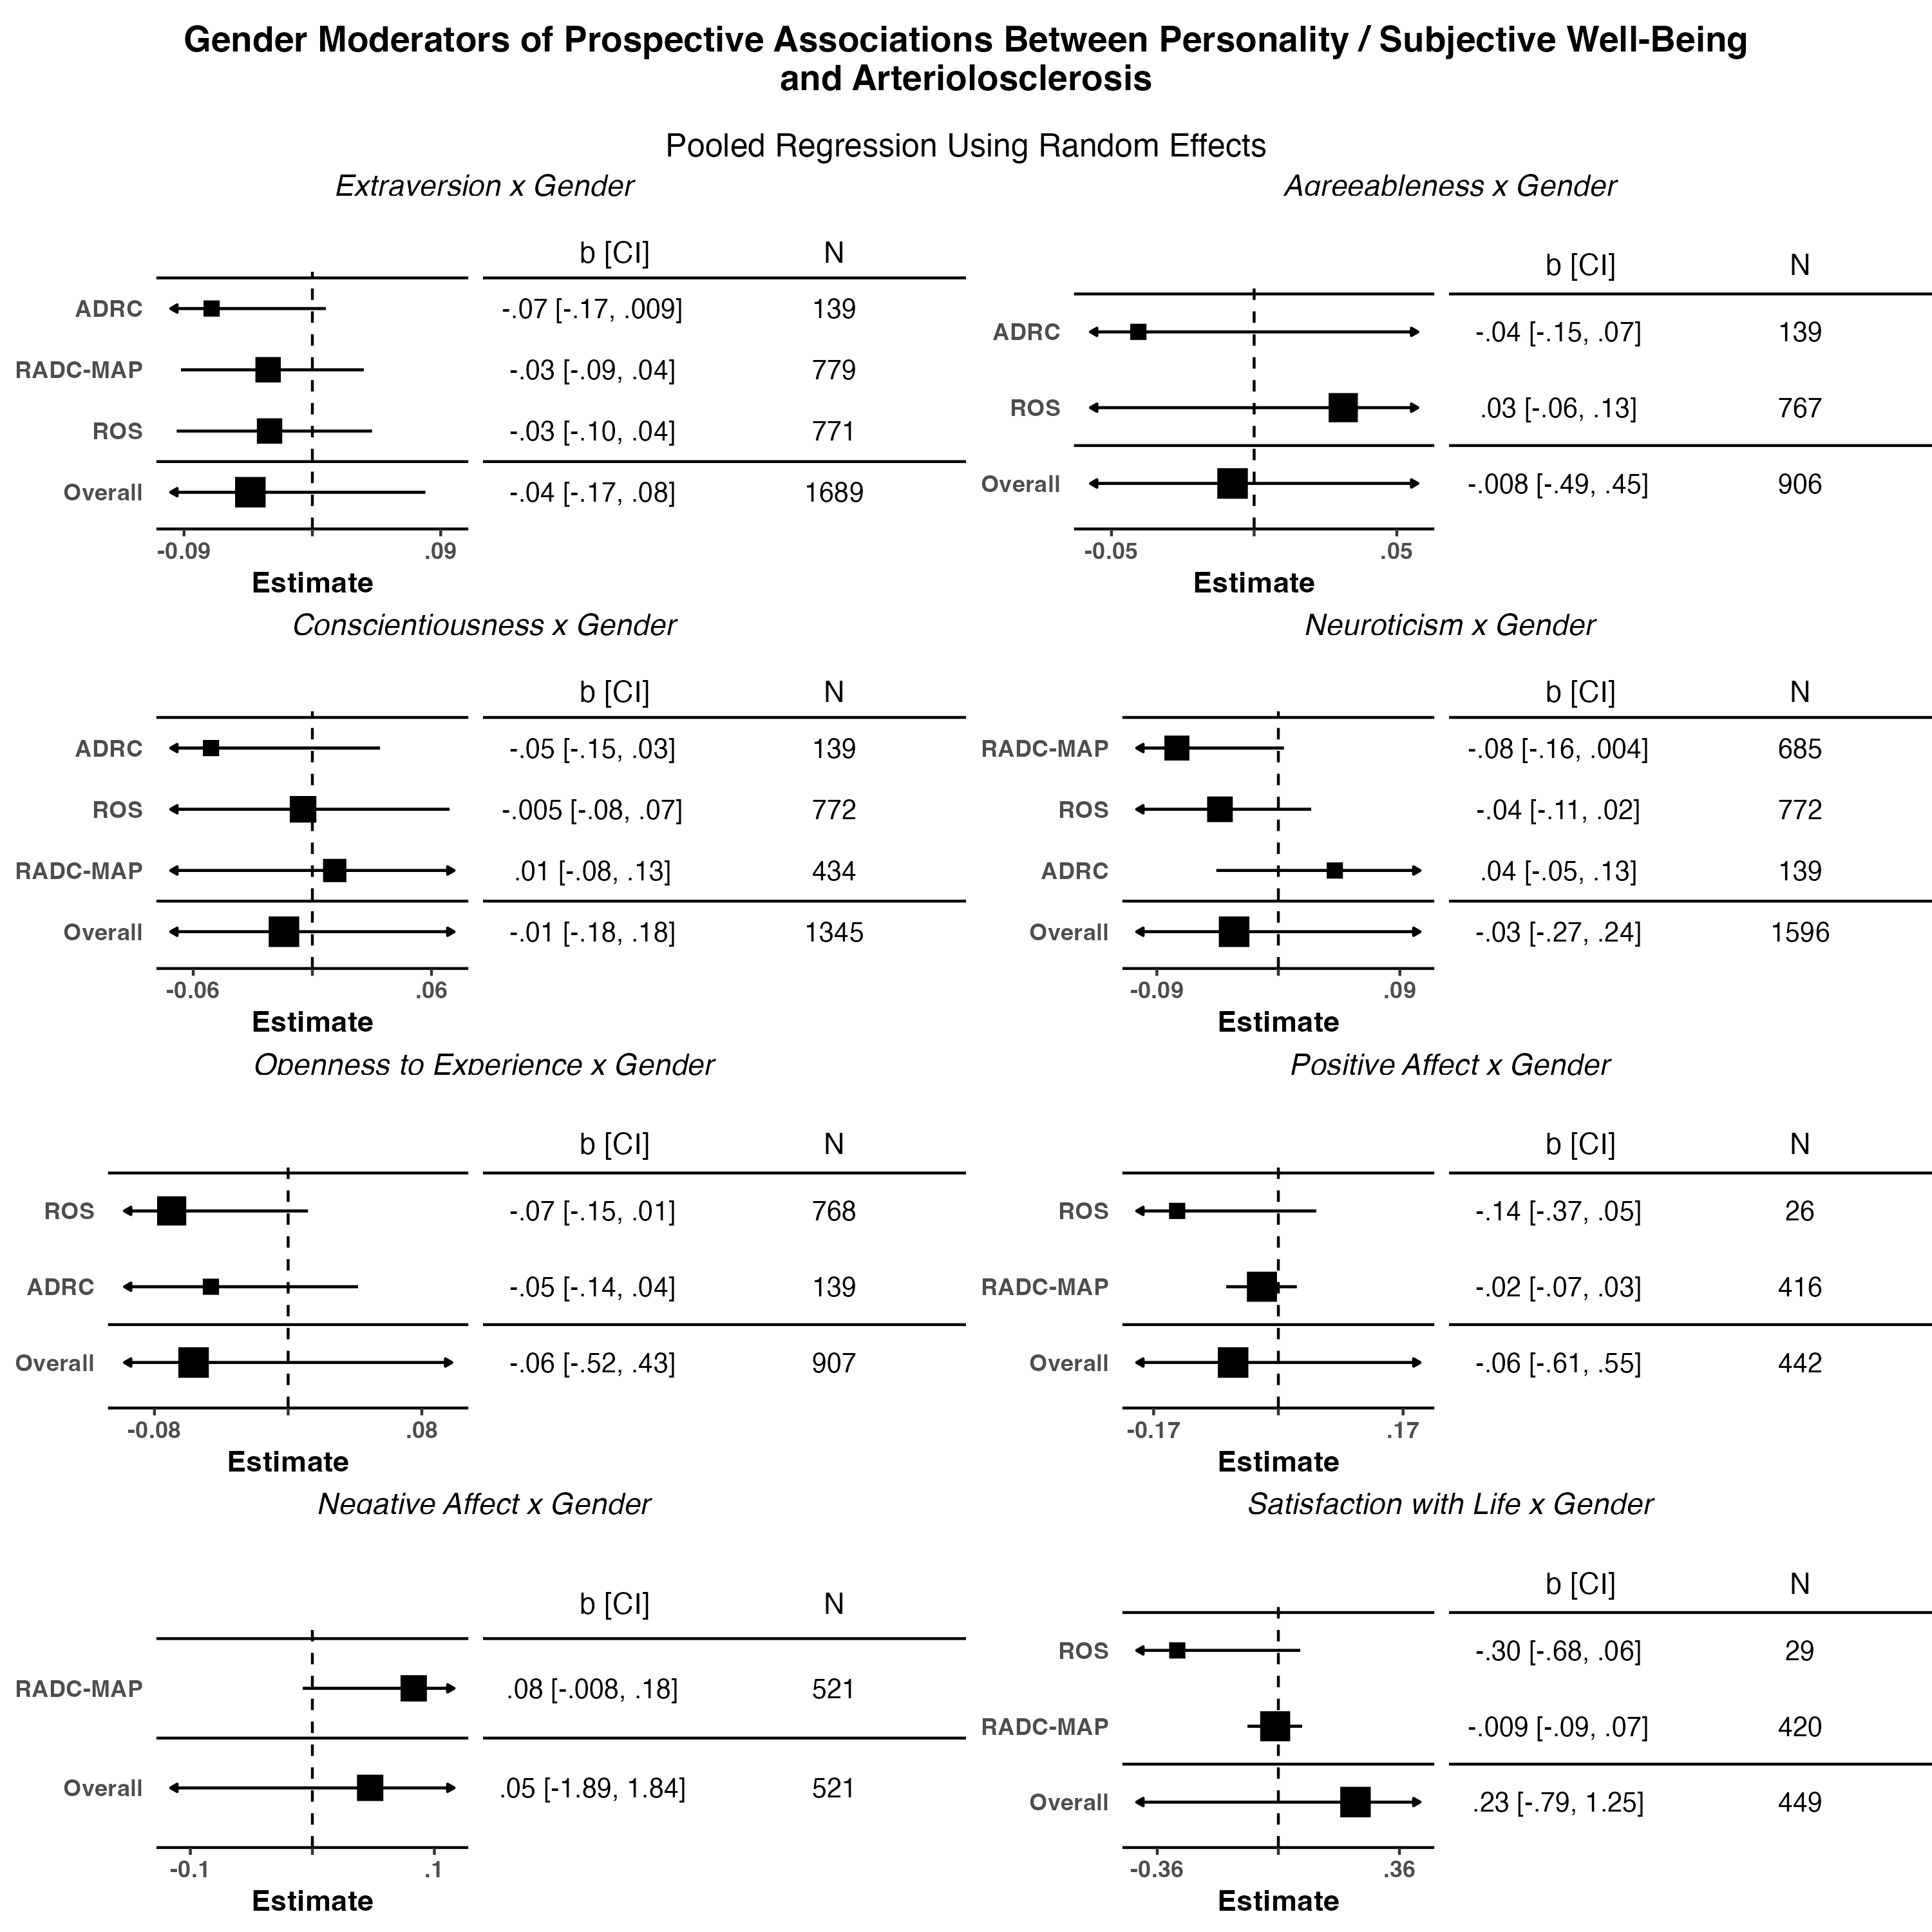 Gender Moderators of Prospective Associations Between Personality / Subjective Well-Being
and Arteriolosclerosis
Pooled Regression Using Random Effects
Extraversion x Gender
b [CI] N
ADRC -.07 [-.17, .009] 139
RADC-MAP -.03 [-.09, .04] 779
ROS -.03 [-.10, .04] 771
Overall -.04 [-.17, .08] 1689
-0.09 .09
Estimate
Agreeableness x Gender
b [CI] N
ADRC -.04 [-.15, .07] 139
ROS .03 [-.06, .13] 767
Overall -.008 [-.49, .45] 906
-0.05 .05
Estimate
Conscientiousness x Gender
b [CI] N
ADRC -.05 [-.15, .03] 139
ROS -.005 [-.08, .07] 772
RADC-MAP .01 [-.08, .13] 434
Overall -.01 [-.18, .18] 1345
-0.06 .06
Estimate
Neuroticism x Gender
b [CI] N
RADC-MAP -.08 [-.16, .004] 685
ROS -.04 [-.11, .02] 772
ADRC .04 [-.05, .13] 139
Overall -.03 [-.27, .24] 1596
-0.09 .09
Estimate
Openness to Experience x Gender
b [CI] N
ROS -.07 [-.15, .01] 768
ADRC -.05 [-.14, .04] 139
Overall -.06 [-.52, .43] 907
-0.08 .08
Estimate
Positive Affect x Gender
b [CI] N
ROS -.14 [-.37, .05] 26
RADC-MAP -.02 [-.07, .03] 416
Overall -.06 [-.61, .55] 442
-0.17 .17
Estimate
Negative Affect x Gender
b [CI] N
RADC-MAP .08 [-.008, .18] 521
Overall .05 [-1.89, 1.84] 521
-0.1 .1
Estimate
Satisfaction with Life x Gender
b [CI] N
ROS -.30 [-.68, .06] 29
RADC-MAP -.009 [-.09, .07] 420
Overall .23 [-.79, 1.25] 449
-0.36 .36
Estimate